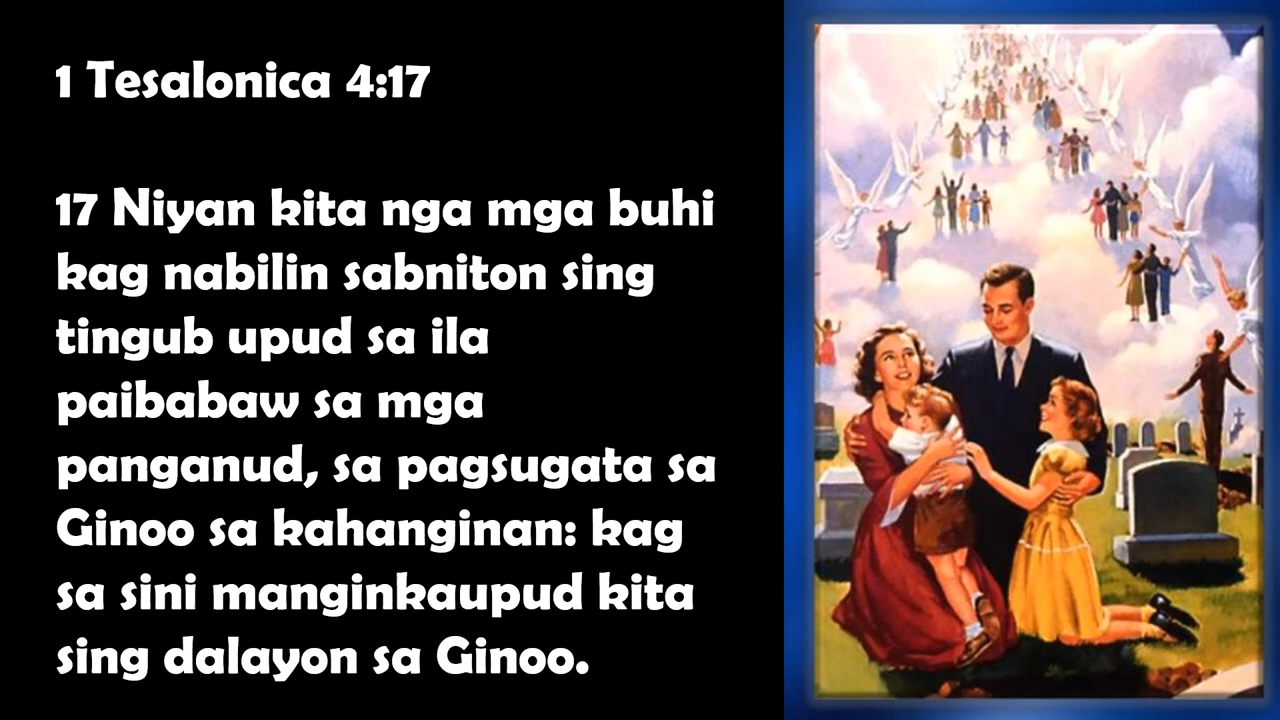 1 Tesalonica 4:17
17 Niyan kita nga mga buhi
kag nabilin sabniton sing
tingub upud sa ila
paibabaw sa mga
panganud, sa pagsugata sa
Ginoo sa kahanginan: kag
sa sini manginkaupud kita
sing dalayon sa Ginoo.